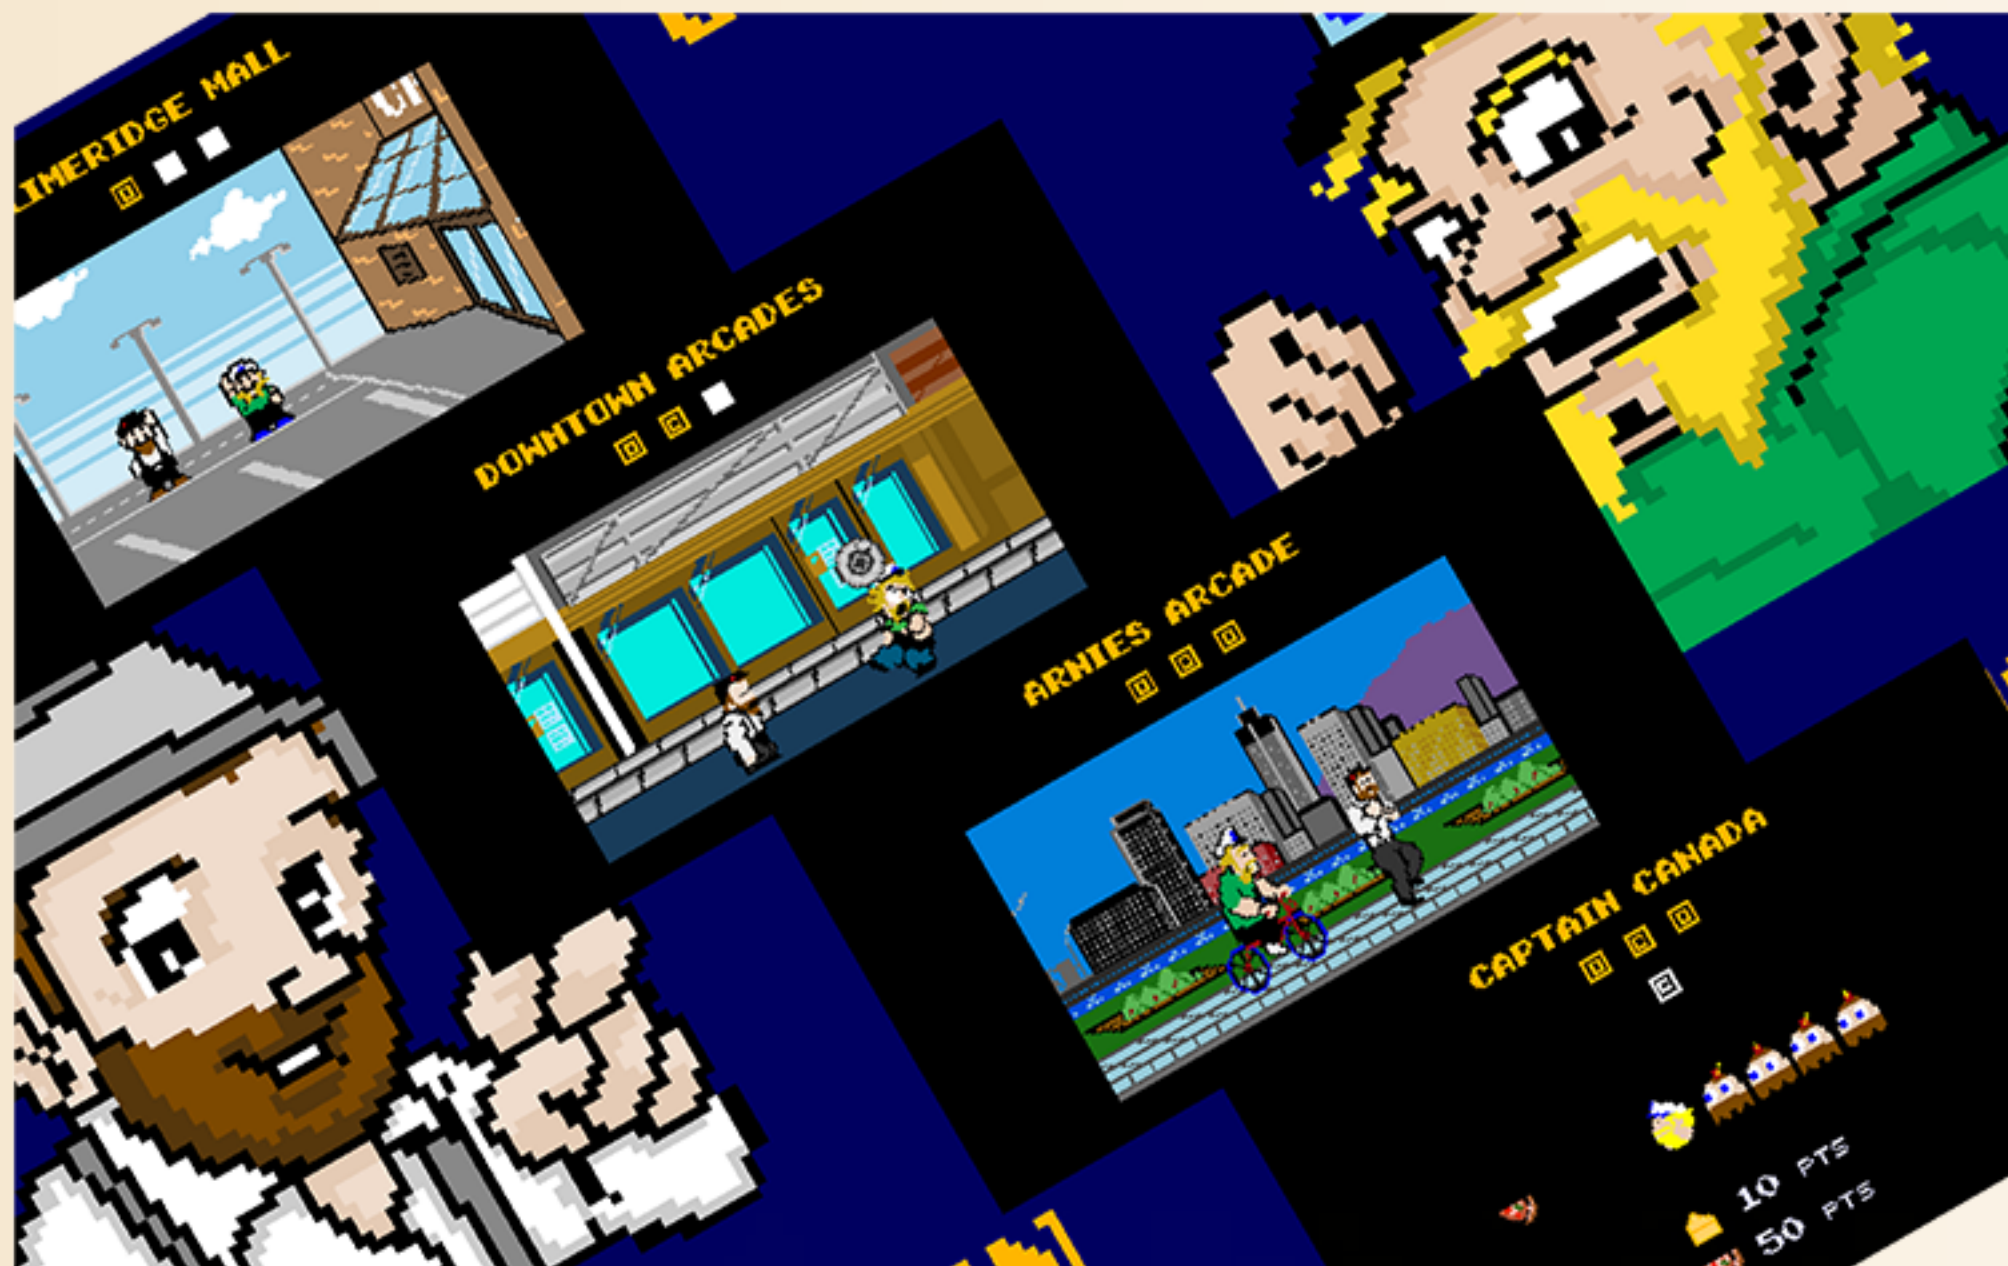 LIMERIDGE MALL
DOWNTOWN ARCADES
ARNIES ARCADE
CAPTAIN CANADA
10 PTS
50 PTS